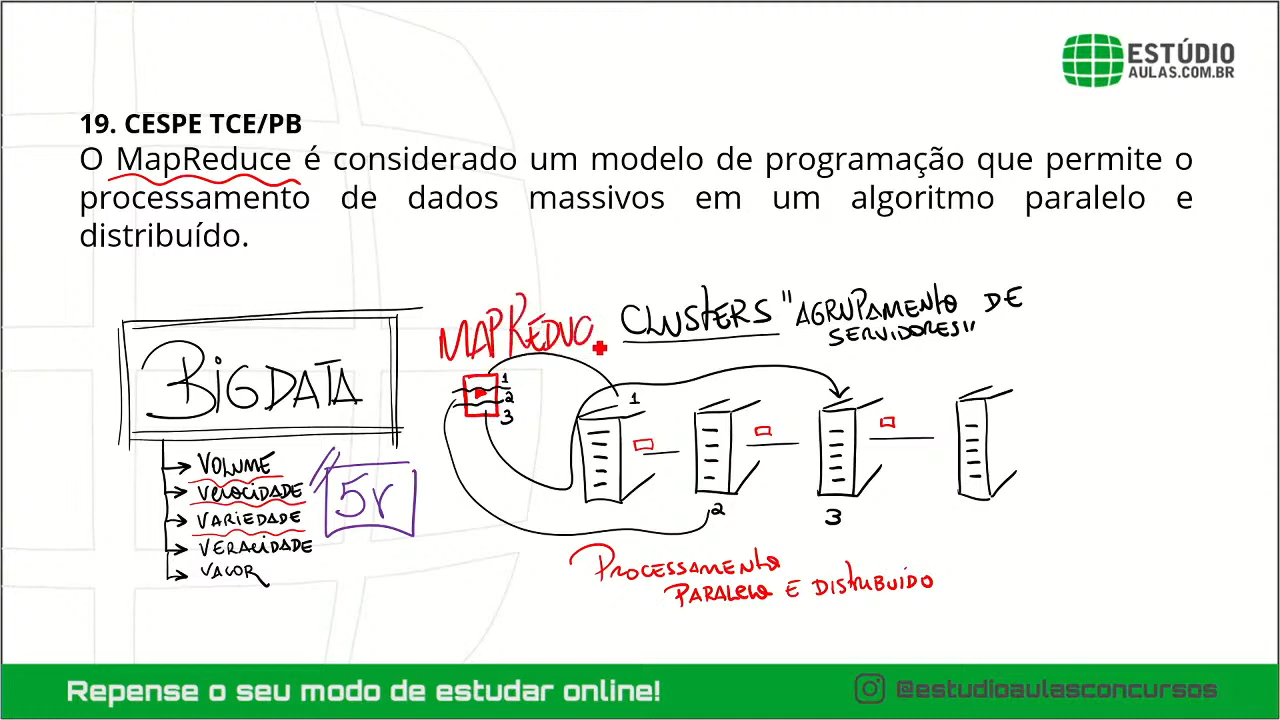 ESTÚDIO
AULAS.COM.BR
19. CESPE TCE/PB
O MapReduce é considerado um modelo de programação que permite o
processamento de dados massivos em um algoritmo paralelo e
distribuído.
MAPREDUC
CLUSTERS "AGRUPAMENTO DE
SERVIDORES"
BIGDATA
1
2
3
1
VOLUME
VELOCIDADE
VARIEDADE
VERACIDADE
VALOR
5V
2
3
PROCESSAMENTO
PARALELO E DISTRIBUIDO
Repense o seu modo de estudar online!
@estudioaulasconcursos